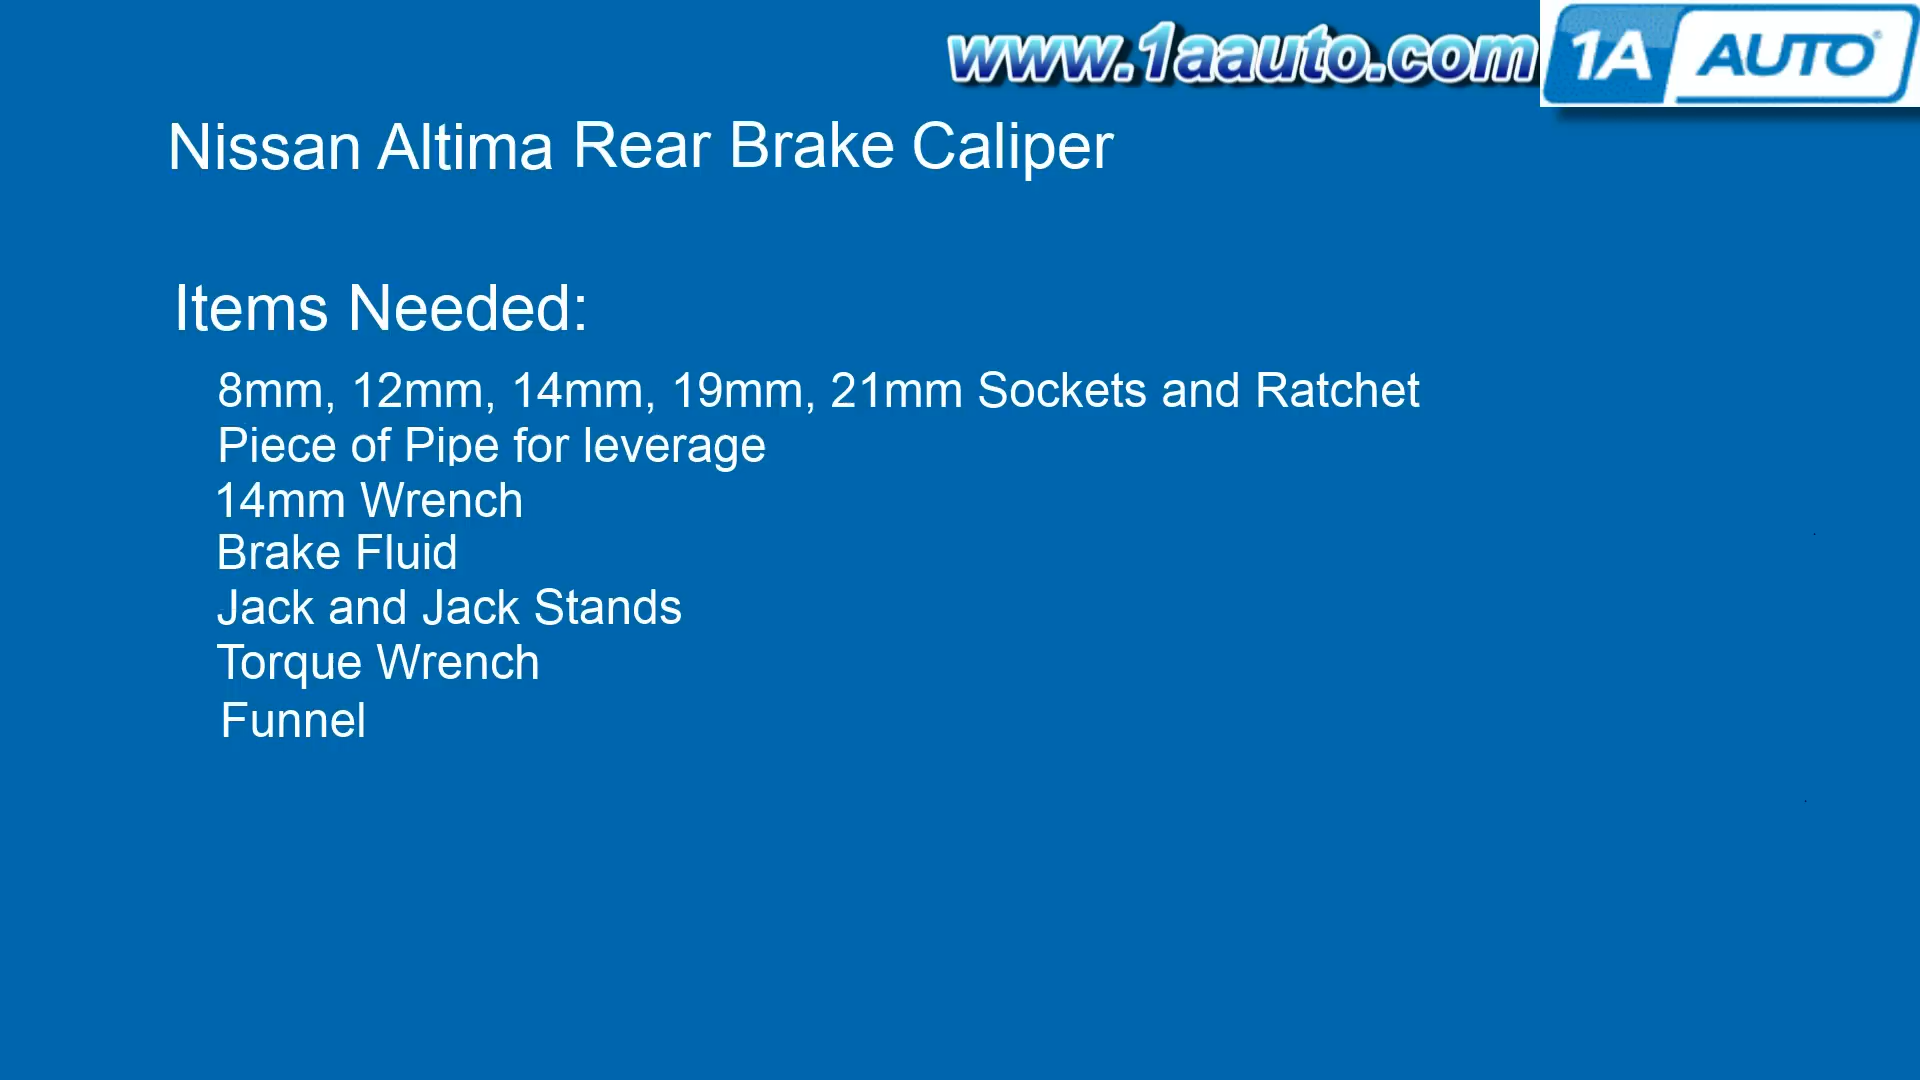 www.1aauto.com 1A AUTO®
Nissan Altima Rear Brake Caliper
Items Needed:
8mm, 12mm, 14mm, 19mm, 21mm Sockets and Ratchet
Piece of Pipe for leverage
14mm Wrench
Brake Fluid
Jack and Jack Stands
Torque Wrench
Funnel